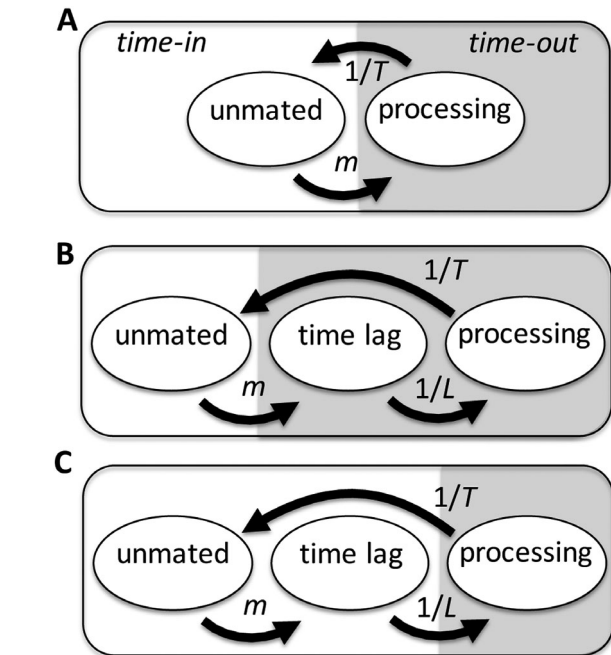 A
time-in
time-out
1/T
unmated
processing
m
B
1/T
unmated
time lag
processing
m
1/L
C
1/T
unmated
time lag
processing
m
1/L